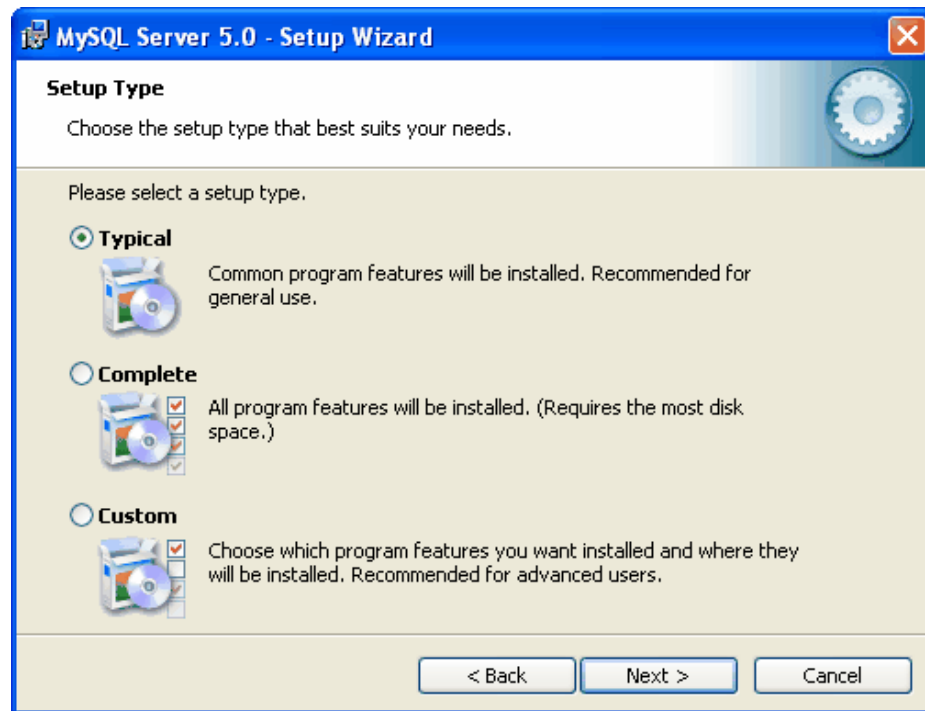 MySQL Server 5.0 - Setup Wizard
Setup Type
Choose the setup type that best suits your needs.
Please select a setup type.
Typical
Common program features will be installed. Recommended for
general use.
Complete
All program features will be installed. (Requires the most disk
space.)
Custom
Choose which program features you want installed and where they
will be installed. Recommended for advanced users.
< Back
Next >
Cancel